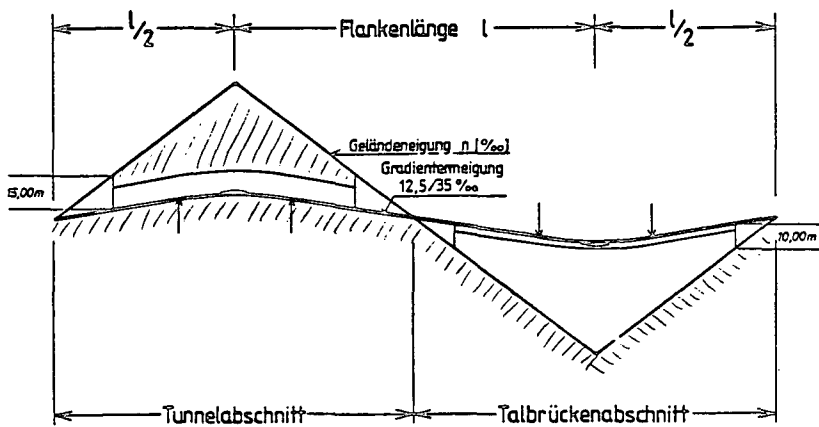 l/2
Flankenlänge l
l/2
Geländeneigung n [‰]
Gradientenneigung
12,5/35 ‰
15,00m
10,00m
Tunnelabschnitt
Talbrückenabschnitt